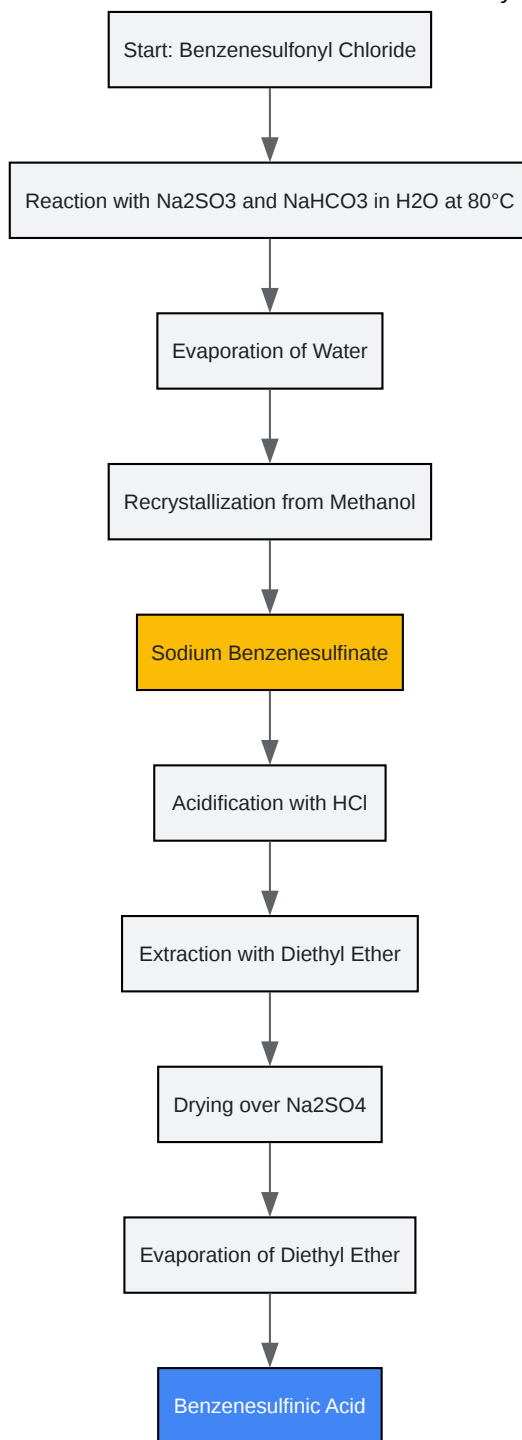 Start: Benzenesulfonyl Chloride
Reaction with Na2SO3 and NaHCO3 in H2O at 80°C
Evaporation of Water
Recrystallization from Methanol
Sodium Benzenesulfinate
Acidification with HCl
Extraction with Diethyl Ether
Drying over Na2SO4
Evaporation of Diethyl Ether
Benzenesulfinic Acid